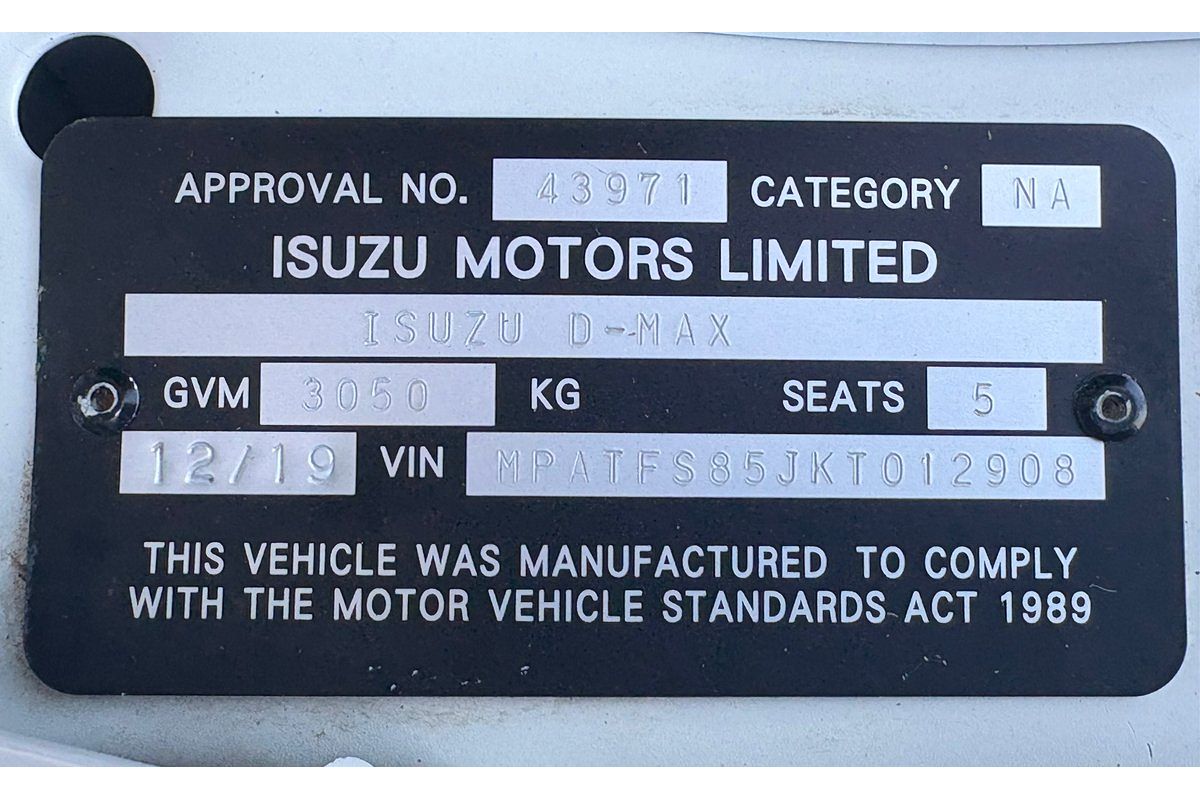 APPROVAL NO. 43971 CATEGORY NA
ISUZU MOTORS LIMITED
ISUZU D-MAX
GVM 3050 KG SEATS 5
12/19 VIN MPATFS85JKT012908
THIS VEHICLE WAS MANUFACTURED TO COMPLY
WITH THE MOTOR VEHICLE STANDARDS ACT 1989